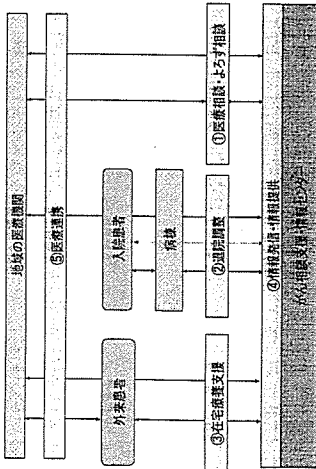 地域の医療機関
⑤医療連携
外来患者
入院患者
病棟
③在宅療養支援
②退院調整
①医療相談・よろず相談
④情報発信・情報提供
がん相談支援・情報センター